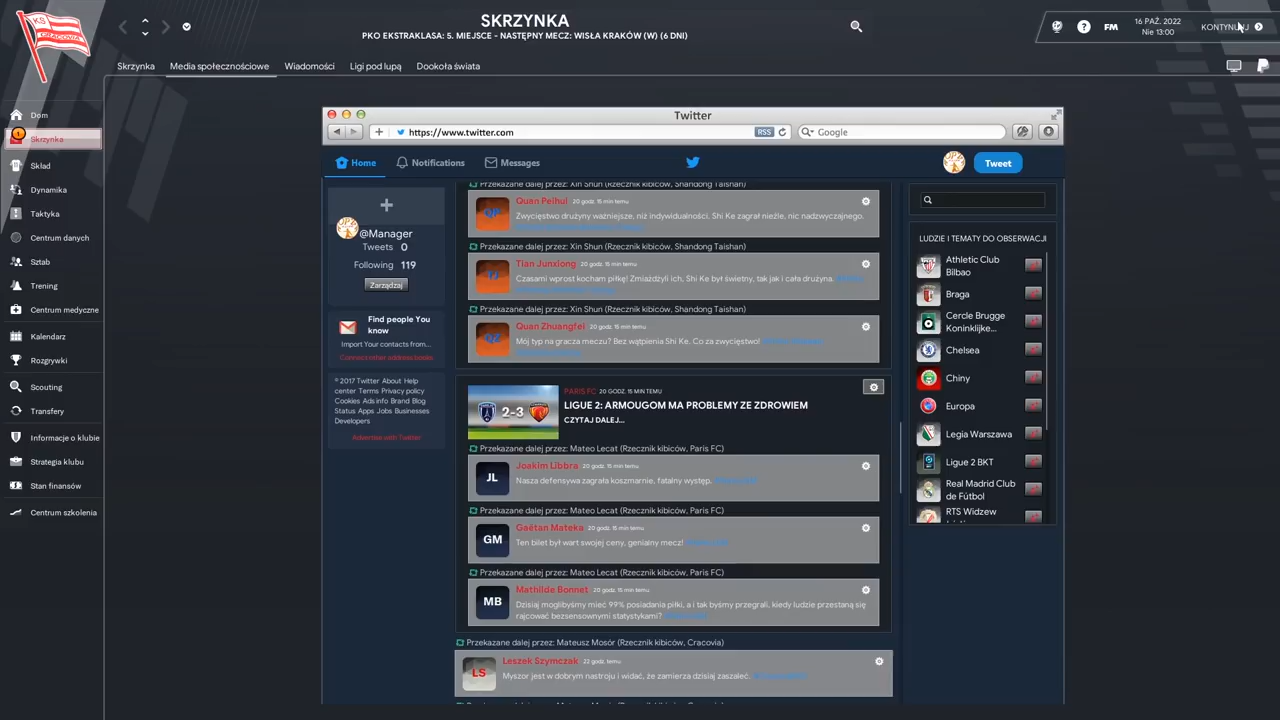 SKRZYNKA
PKO EKSTRAKLASA: 5. MIEJSCE - NASTĘPNY MECZ: WISŁA KRAKÓW (W) (6 DNI)
FM
16 PAŹ. 2022
Nie 13:00
KONTYNUUJ
KS
CRACOVIA
Skrzynka
Media społecznościowe
Wiadomości
Ligi pod lupą
Dookoła świata
Dom
1
Skrzynka
Skład
Dynamika
Taktyka
Centrum danych
Sztab
Trening
Centrum medyczne
Kalendarz
Rozgrywki
Scouting
Transfery
Informacje o klubie
Strategia klubu
Stan finansów
Centrum szkolenia
Twitter
https://www.twitter.com
RSS
Google
Home
Notifications
Messages
Tweet
@Manager
Tweets 0
Following 119
Zarządzaj
Find people You
know
Import Your contacts from...
Connect other address books
© 2017 Twitter About Help
center Terms Privacy policy
Cookies Ads info Brand Blog
Status Apps Jobs Businesses
Developers
Advertise with Twitter
Przekazane dalej przez: Xin Shun (Rzecznik kibiców, Shandong Taishan)
QP
Quan Peihui 20 godz. 15 min temu
Zwycięstwo drużyny ważniejsze, niż indywidualności. Shi Ke zagrał nieźle, nic nadzwyczajnego.
Przekazane dalej przez: Xin Shun (Rzecznik kibiców, Shandong Taishan)
TJ
Tian Junxiong 20 godz. 15 min temu
Czasami wprost kocham piłkę! Zmiażdżyli ich. Shi Ke był świetny, tak jak i cała drużyna.
Przekazane dalej przez: Xin Shun (Rzecznik kibiców, Shandong Taishan)
QZ
Quan Zhuangfei 20 godz. 15 min temu
Mój typ na gracza meczu? Bez wątpienia Shi Ke. Co za zwycięstwo!
2-3
PARIS FC 20 GODZ. 15 MIN TEMU
LIGUE 2: ARMOUGOM MA PROBLEMY ZE ZDROWIEM
CZYTAJ DALEJ...
Przekazane dalej przez: Mateo Lecat (Rzecznik kibiców, Paris FC)
JL
Joakim Libbra 20 godz. 15 min temu
Nasza defensywa zagrała koszmarnie, fatalny występ.
Przekazane dalej przez: Mateo Lecat (Rzecznik kibiców, Paris FC)
GM
Gaëtan Mateka 20 godz. 15 min temu
Ten bilet był wart swojej ceny, genialny mecz!
Przekazane dalej przez: Mateo Lecat (Rzecznik kibiców, Paris FC)
MB
Mathilde Bonnet 20 godz. 15 min temu
Dzisiaj moglibyśmy mieć 99% posiadania piłki, a i tak byśmy przegrali, kiedy ludzie przestaną się
rajcować bezsensownymi statystykami?
Przekazane dalej przez: Mateusz Mosór (Rzecznik kibiców, Cracovia)
LS
Leszek Szymczak 22 godz. temu
Myszor jest w dobrym nastroju i widać, że zamierza dzisiaj zaszaleć.
LUDZIE I TEMATY DO OBSERWACJI
Athletic Club
Bilbao
Braga
Cercle Brugge
Koninklijke...
Chelsea
Chiny
Europa
Legia Warszawa
Ligue 2 BKT
Real Madrid Club
de Fútbol
RTS Widzew